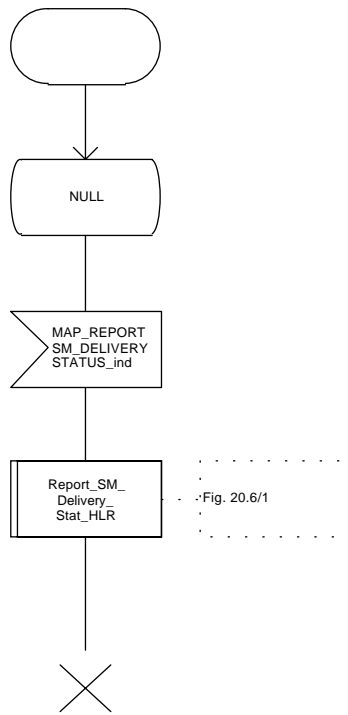 NULL
MAP_REPORT
SM_DELIVERY
STATUS_ind
Report_SM_
Delivery_
Stat_HLR
Fig. 20.6/1